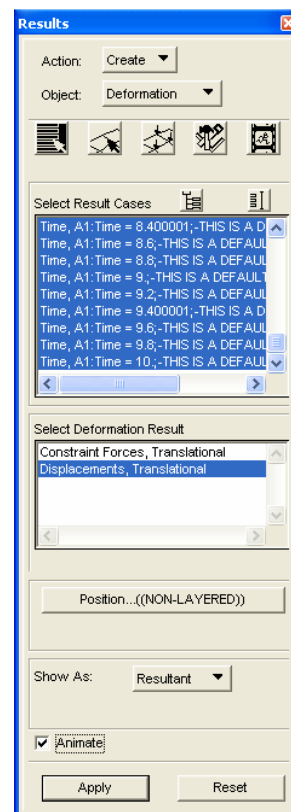 Results
Action: Create
Object: Deformation
Select Result Cases
Time, A1:Time = 8.400001;-THIS IS A D
Time, A1:Time = 8.6;-THIS IS A DEFAUL
Time, A1:Time = 8.8;-THIS IS A DEFAUL
Time, A1:Time = 9.;-THIS IS A DEFAULT
Time, A1:Time = 9.2;-THIS IS A DEFAUL
Time, A1:Time = 9.400001;-THIS IS A D
Time, A1:Time = 9.6;-THIS IS A DEFAUL
Time, A1:Time = 9.8;-THIS IS A DEFAUL
Time, A1:Time = 10.;-THIS IS A DEFAUL
Select Deformation Result
Constraint Forces, Translational
Displacements, Translational
Position...((NON-LAYERED))
Show As: Resultant
Animate
Apply Reset